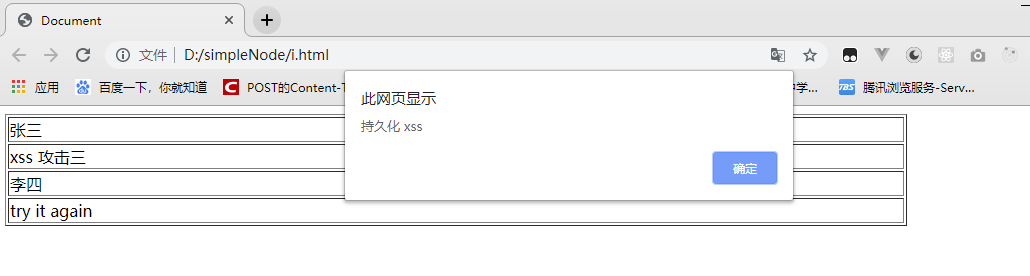 Document
文件 D:/simpleNode/i.html
应用 百度一下，你就知道 POST的Content-T 中学... TBS 腾讯浏览服务-Serv...
此网页显示
持久化 xss
确定
张三
xss 攻击三
李四
try it again